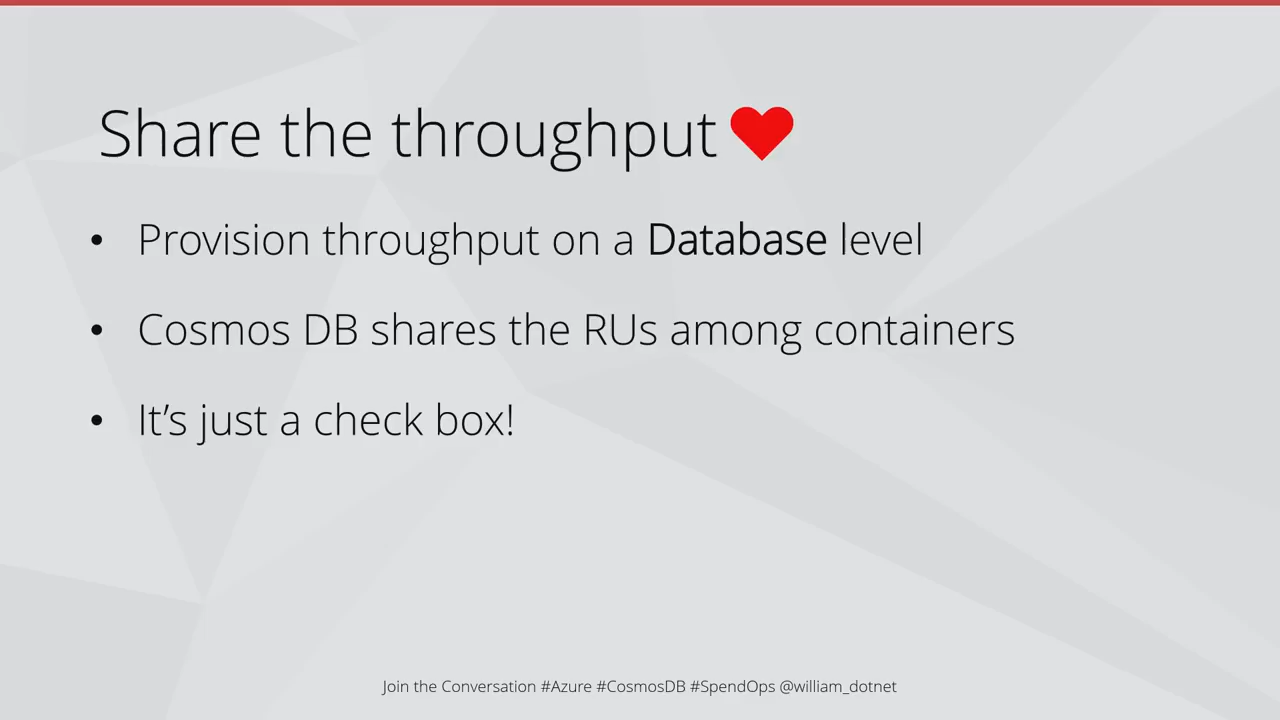 Share the throughput
• Provision throughput on a Database level
• Cosmos DB shares the RUs among containers
• It’s just a check box!
Join the Conversation #Azure #CosmosDB #SpendOps @william_dotnet